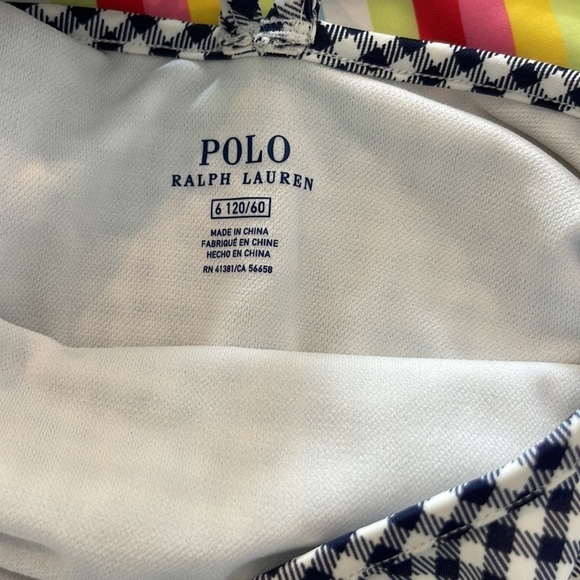 POLO
RALPH LAUREN
6 120/60
MADE IN CHINA
FABRIQUÉ EN CHINE
HECHO EN CHINA
RN 41381/CA 56658